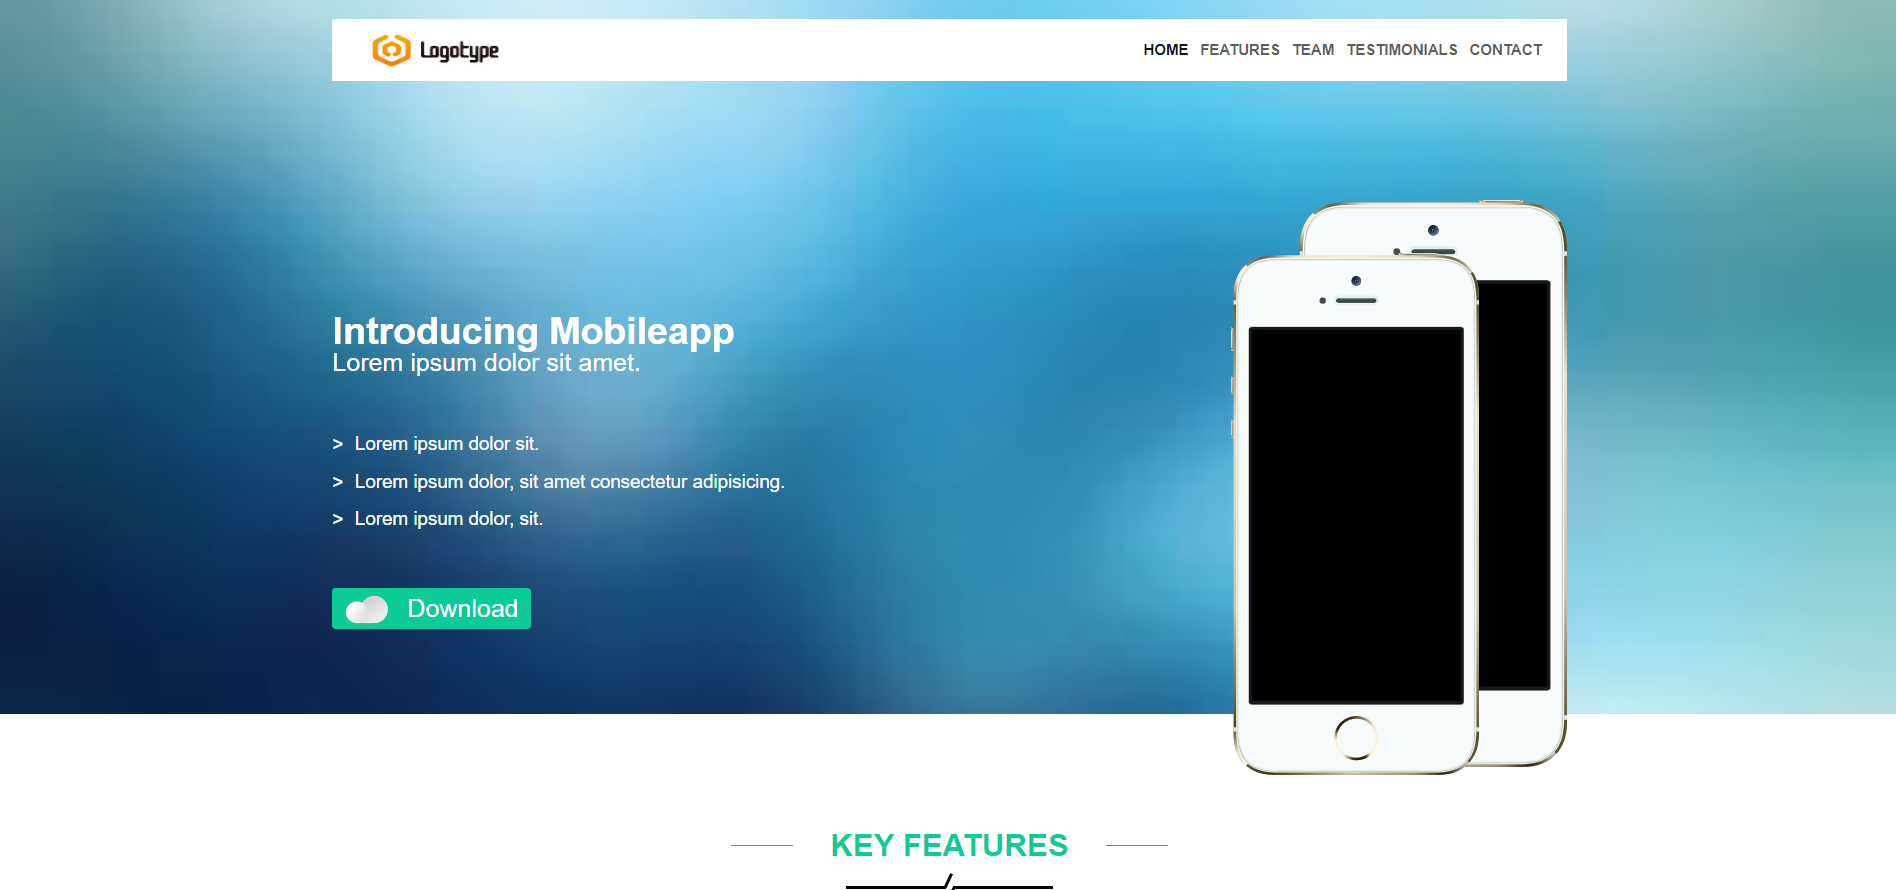 Logotype
HOME FEATURES TEAM TESTIMONIALS CONTACT
Introducing Mobileapp
Lorem ipsum dolor sit amet.
> Lorem ipsum dolor sit.
> Lorem ipsum dolor, sit amet consectetur adipisicing.
> Lorem ipsum dolor, sit.
Download
KEY FEATURES